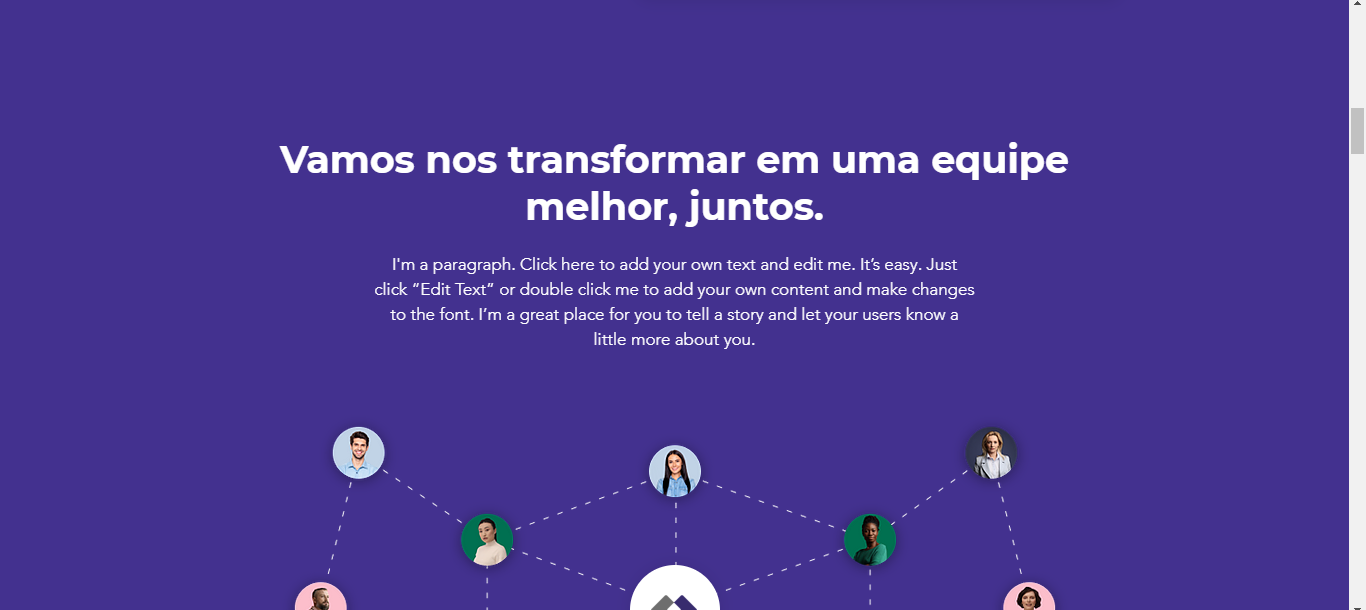 Vamos nos transformar em uma equipe
melhor, juntos.
I'm a paragraph. Click here to add your own text and edit me. It’s easy. Just
click “Edit Text” or double click me to add your own content and make changes
to the font. I’m a great place for you to tell a story and let your users know a
little more about you.